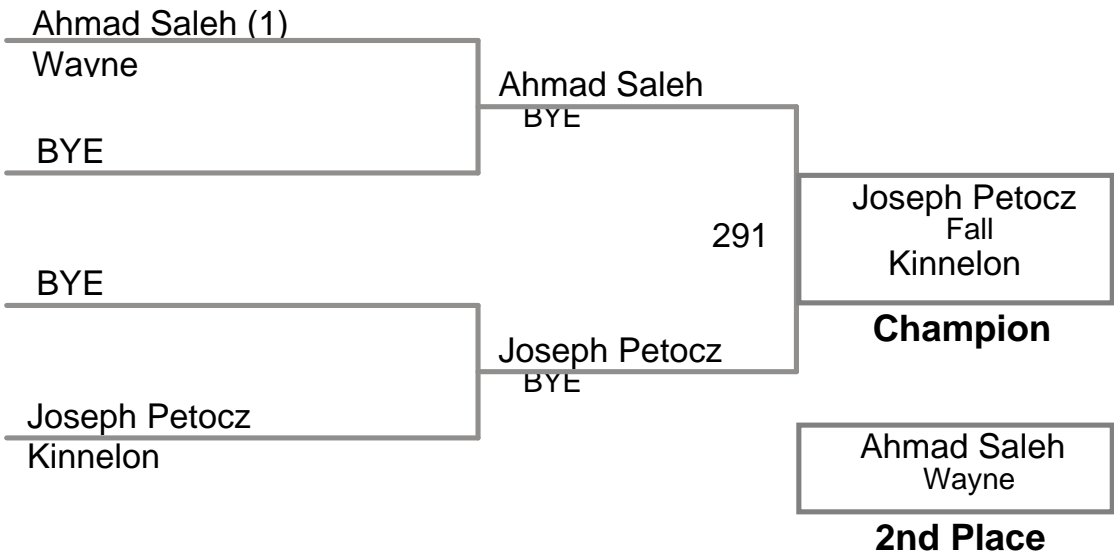 Ahmad Saleh (1)
Wayne
BYE
BYE
Joseph Petocz
Kinnelon
Ahmad Saleh
BYE
Joseph Petocz
BYE
291
Joseph Petocz
Fall
Kinnelon
Champion
Ahmad Saleh
Wayne
2nd Place